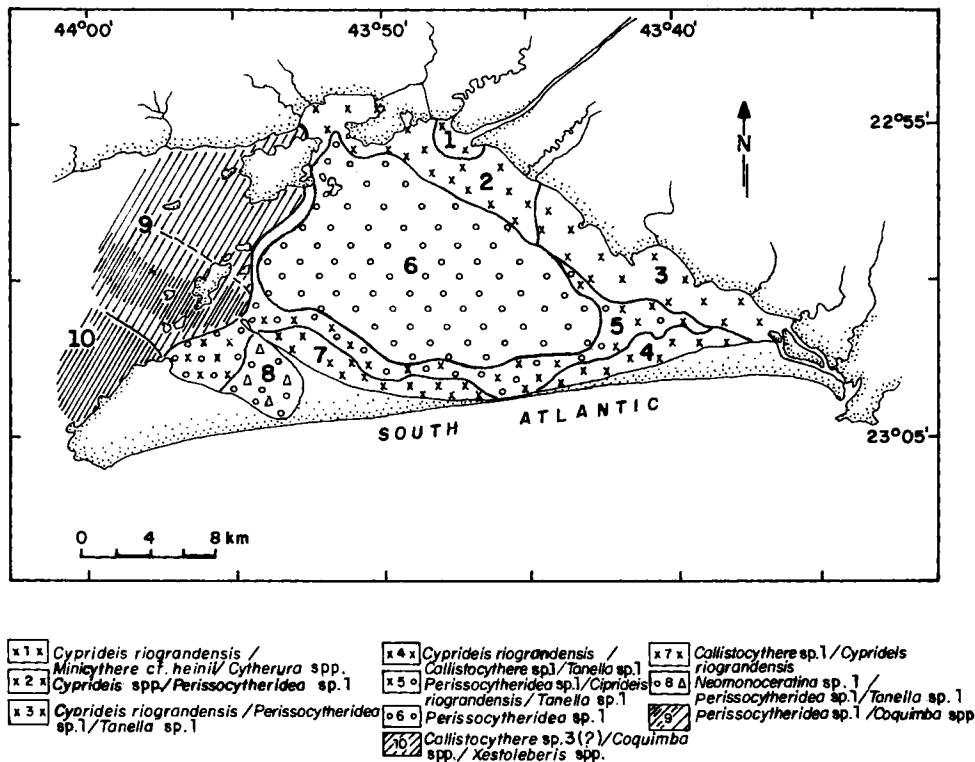 44°00' 43°50' 43°40'
22°55'
N
1
2
9
6
3
5
10
7
4
8
SOUTH ATLANTIC
23°05'
0 4 8 km
x 1 x Cyprideis riograndensis /
Minicythere cf. heinii/ Cytherura spp.
x 2 x Cyprideis spp./Perissocytheridea sp.1
x 3 x Cyprideis riograndensis/Perissocytheridea
sp.1/Tanella sp.1
x 4 x Cyprideis riograndensis /
Callistocythere sp.1/Tanella sp.1
x 5 o Perissocytheridea sp.1/Ciprideis
riograndensis/Tanella sp.1
o 6 o Perissocytheridea sp.1
10 Callistocythere sp.3(?)/Coquimba
spp./Xestoleberis spp.
x 7 x Callistocythere sp.1/Cypridels
riograndensis
o 8 Δ Neomonoceratina sp.1 /
perissocytheridea sp.1/Tanella sp.1
9 perissocytheridea sp.1/Coquimba spp